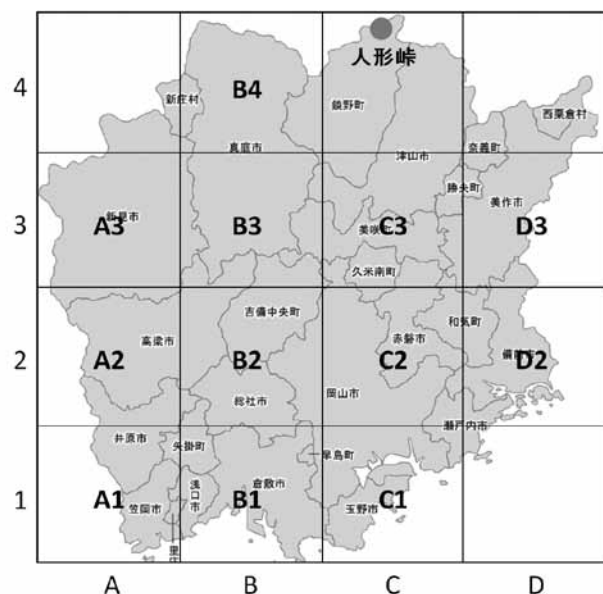 4
人形峠
新庄村
B4
鏡野町
西粟倉村
真庭市
津山市
奈義町
3
勝央町
美作市
新見市
A3
B3
美咲町
C3
D3
久米南町
2
吉備中央町
和気町
高梁市
赤磐市
A2
B2
C2
備前市
D2
総社市
岡山市
瀬戸内市
1
井原市
矢掛町
早島町
浅口市
倉敷市
A1
B1
C1
笠岡市
玉野市
A
B
C
D